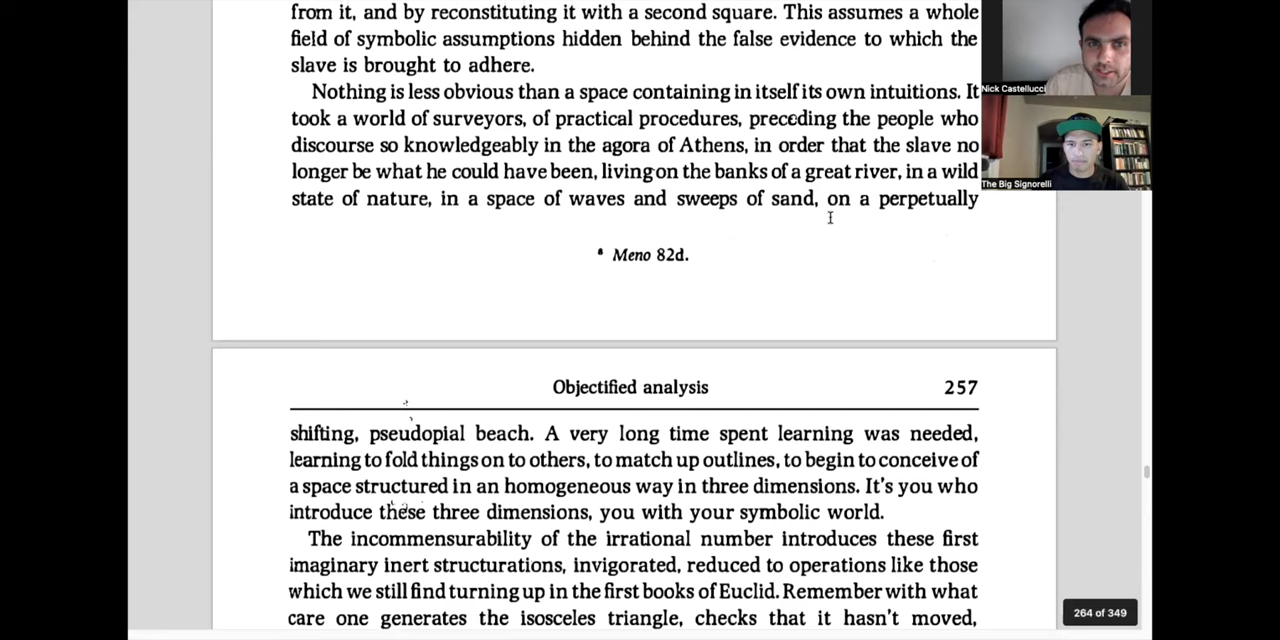 from it, and by reconstituting it with a second square. This assumes a whole
field of symbolic assumptions hidden behind the false evidence to which the
slave is brought to adhere.
Nothing is less obvious than a space containing in itself its own intuitions. It
took a world of surveyors, of practical procedures, preceding the people who
discourse so knowledgeably in the agora of Athens, in order that the slave no
longer be what he could have been, living on the banks of a great river, in a wild
state of nature, in a space of waves and sweeps of sand, on a perpetually
Meno 82d.
Objectified analysis 257
shifting, pseudopial beach. A very long time spent learning was needed,
learning to fold things on to others, to match up outlines, to begin to conceive of
a space structured in an homogeneous way in three dimensions. It's you who
introduce these three dimensions, you with your symbolic world.
The incommensurability of the irrational number introduces these first
imaginary inert structurations, invigorated, reduced to operations like those
which we still find turning up in the first books of Euclid. Remember with what
care one generates the isosceles triangle, checks that it hasn't moved,
Nick Castellucci
The Big Signorelli
264 of 349